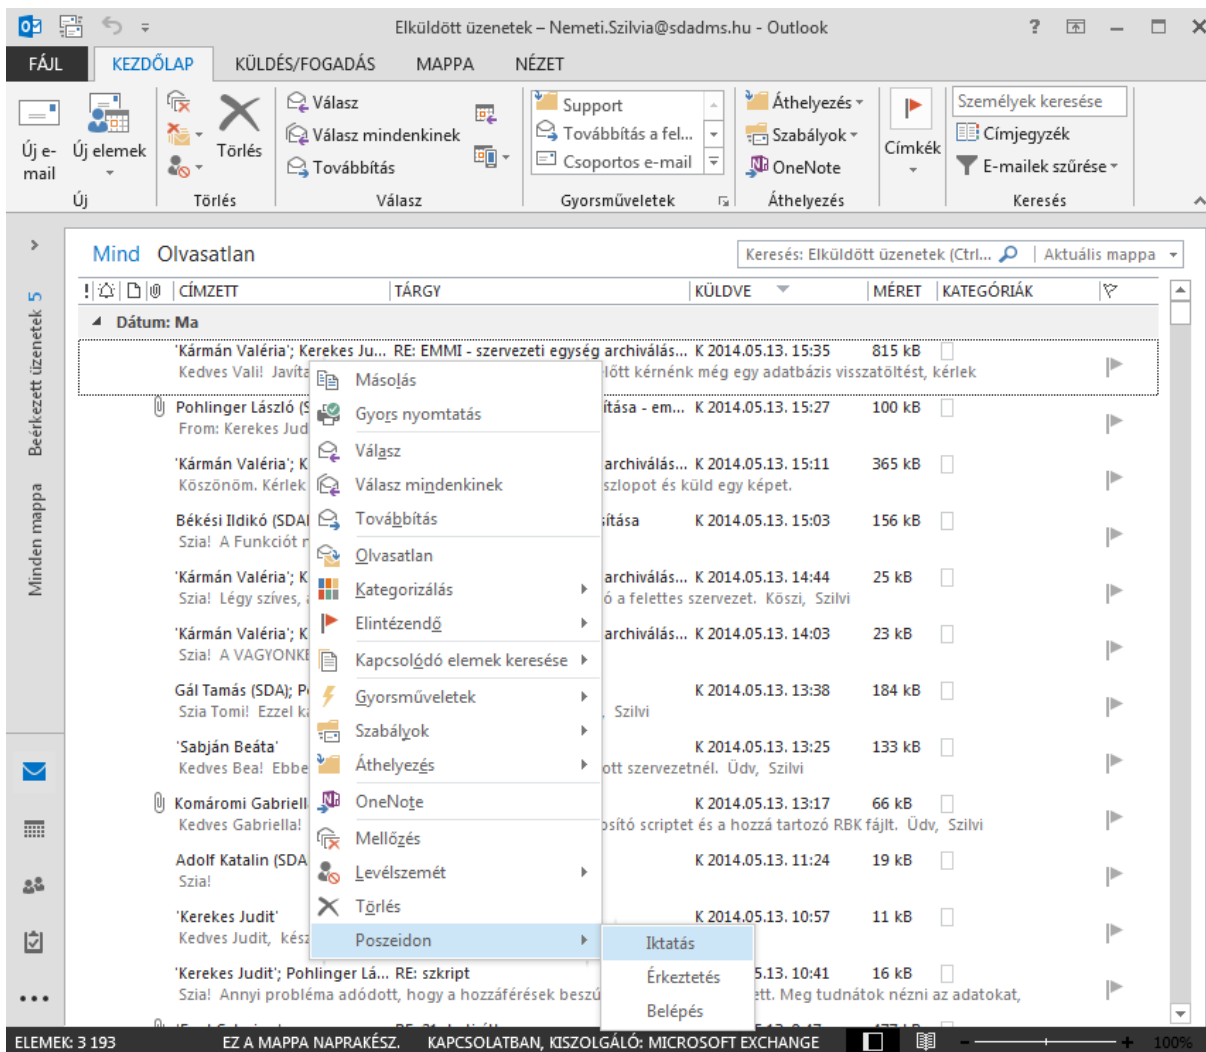 Elküldött üzenetek – Nemeti.Szilvia@sdadms.hu - Outlook
FÁJL KEZDŐLAP KÜLDÉS/FOGADÁS MAPPA NÉZET
Új e-mail
Új elemek
Új
Törlés
Törlés
Válasz
Válasz mindenkinek
Továbbítás
Válasz
Support
Továbbítás a fel...
Csoportos e-mail
Gyorsműveletek
Áthelyezés
Szabályok
OneNote
Áthelyezés
Címkék
Személyek keresése
Címjegyzék
E-mailek szűrése
Keresés
Beérkezett üzenetek 5
Minden mappa
Mind Olvasatlan
Keresés: Elküldött üzenetek (Ctrl... Aktuális mappa
! CÍMZETT TÁRGY KÜLDVE MÉRET KATEGÓRIÁK
Dátum: Ma
'Kármán Valéria'; Kerekes Ju... RE: EMMI - szervezeti egység archiválás... K 2014.05.13. 15:35 815 kB
Kedves Vali! Javíta előtt kérnénk még egy adatbázis visszatöltést, kérlek
Pohlinger László (S ítása - em... K 2014.05.13. 15:27 100 kB
From: Kerekes Jud
'Kármán Valéria'; K archiválás... K 2014.05.13. 15:11 365 kB
Köszönöm. Kérlek szlopot és küld egy képet.
Békési Ildikó (SDA sítása K 2014.05.13. 15:03 156 kB
Szia! A Funkciót
'Kármán Valéria'; K archiválás... K 2014.05.13. 14:44 25 kB
Szia! Légy szíves, ó a felettes szervezet. Köszi, Szilvi
'Kármán Valéria'; K archiválás... K 2014.05.13. 14:03 23 kB
Szia! A VAGYONKE
Gál Tamás (SDA); P K 2014.05.13. 13:38 184 kB
Szia Tomi! Ezzel ka , Szilvi
'Sabján Beáta' K 2014.05.13. 13:25 133 kB
Kedves Bea! Ebbe ott szervezetnél. Üdv, Szilvi
Komáromi Gabriell K 2014.05.13. 13:17 66 kB
Kedves Gabriella! osító scriptet és a hozzá tartozó RBK fájlt. Üdv, Szilvi
Adolf Katalin (SDA K 2014.05.13. 11:24 19 kB
Szia!
'Kerekes Judit' K 2014.05.13. 10:57 11 kB
Kedves Judit, kész
'Kerekes Judit'; Pohlinger Lá... RE: szkript 5.13. 10:41 16 kB
Szia! Annyi probléma adódott, hogy a hozzáférések beszú ett. Meg tudnátok nézni az adatokat,
Másolás
Gyors nyomtatás
Válasz
Válasz mindenkinek
Továbbítás
Olvasatlan
Kategorizálás
Elintézendő
Kapcsolódó elemek keresése
Gyorsműveletek
Szabályok
Áthelyezés
OneNote
Mellőzés
Levélszemét
Törlés
Poszeidon
Iktatás
Érkeztetés
Belépés
ELEMEK: 3 193 EZ A MAPPA NAPRAKÉSZ. KAPCSOLATBAN, KISZOLGÁLÓ: MICROSOFT EXCHANGE 100%